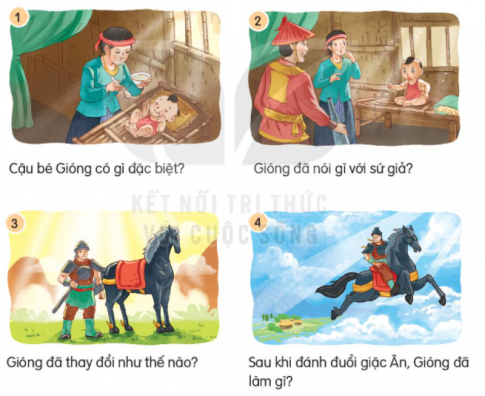 1
2
Cậu bé Gióng có gì đặc biệt?
Gióng đã nói gì với sứ giả?
KẾT NỐI TRI THỨC
VỚI CUỘC SỐNG
3
4
Gióng đã thay đổi như thế nào?
Sau khi đánh đuổi giặc Ân, Gióng đã
làm gì?